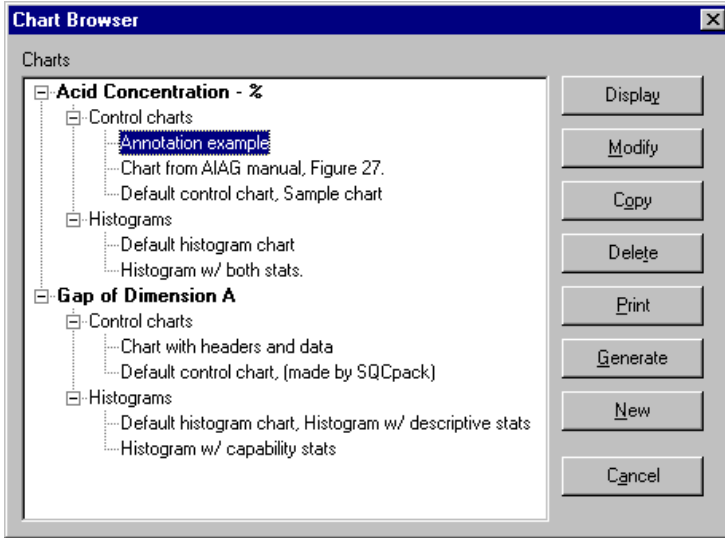 Chart Browser
Charts
Acid Concentration - %
Control charts
Annotation example
Chart from AIAG manual, Figure 27.
Default control chart, Sample chart
Histograms
Default histogram chart
Histogram w/ both stats.
Gap of Dimension A
Control charts
Chart with headers and data
Default control chart, (made by SQCpack)
Histograms
Default histogram chart, Histogram w/ descriptive stats
Histogram w/ capability stats
Display
Modify
Copy
Delete
Print
Generate
New
Cancel